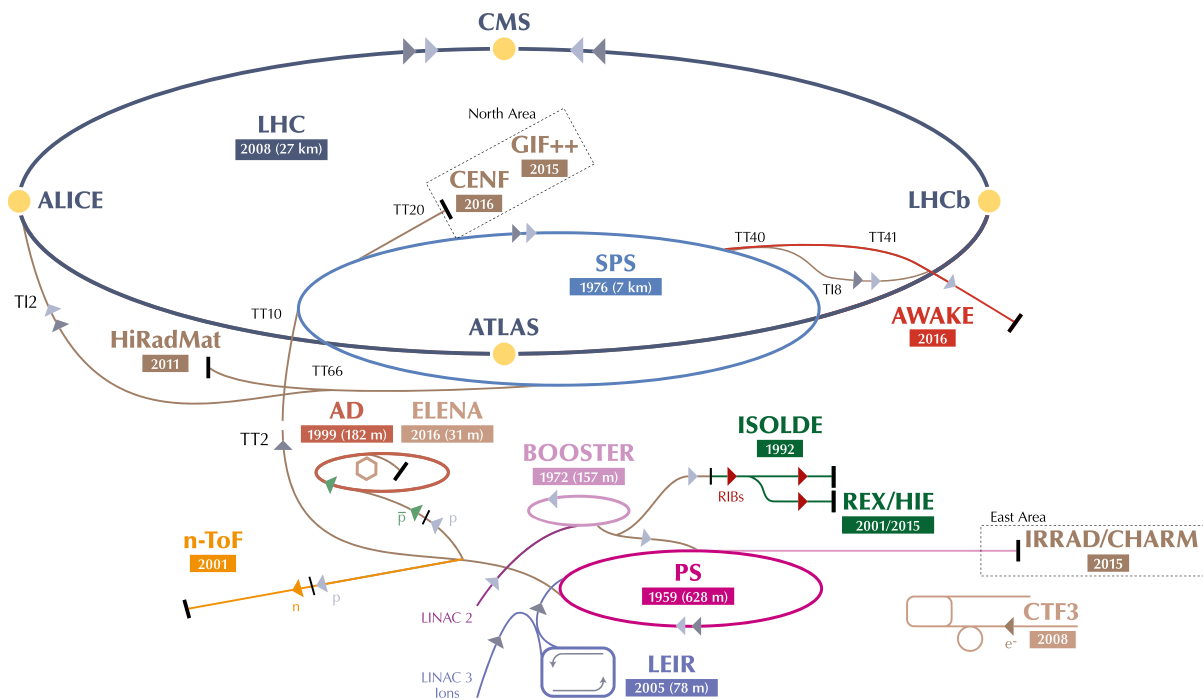 CMS
LHC
2008 (27 km)
North Area
GIF++
2015
CENF
2016
TT20
ALICE
LHCb
TT40
TT41
SPS
1976 (7 km)
TI2
TI8
TT10
ATLAS
AWAKE
2016
HiRadMat
2011
TT66
AD
1999 (182 m)
ELENA
2016 (31 m)
TT2
BOOSTER
1972 (157 m)
ISOLDE
1992
RIBs
REX/HIE
2001/2015
p̅
p
East Area
IRRAD/CHARM
2015
n-ToF
2001
n
p
PS
1959 (628 m)
LINAC 2
CTF3
2008
e-
LINAC 3
Ions
LEIR
2005 (78 m)